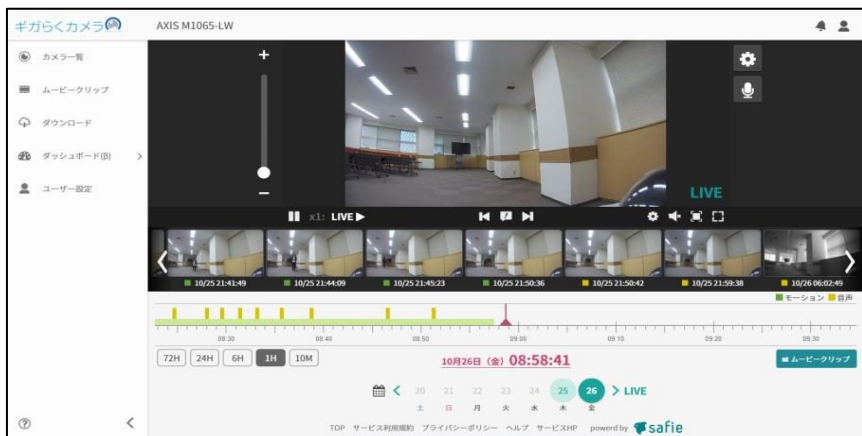 ギガらくカメラ
AXIS M1065-LW
カメラ一覧
ムービークリップ
ダウンロード
ダッシュボード(β)
ユーザー設定
LIVE
x1: LIVE
10/25 21:41:49
10/25 21:44:09
10/25 21:45:23
10/25 21:50:36
10/25 21:50:42
10/25 21:59:38
10/26 06:02:49
モーション 音声
08:30 08:40 08:50 09:00 09:10 09:20 09:30
72H 24H 6H 1H 10M
10月26日（金）08:58:41
ムービークリップ
20 21 22 23 24 25 26 LIVE
土 日 月 火 水 木 金
TOP サービス利用規約 プライバシーポリシー ヘルプ サービスHP powerd by safie